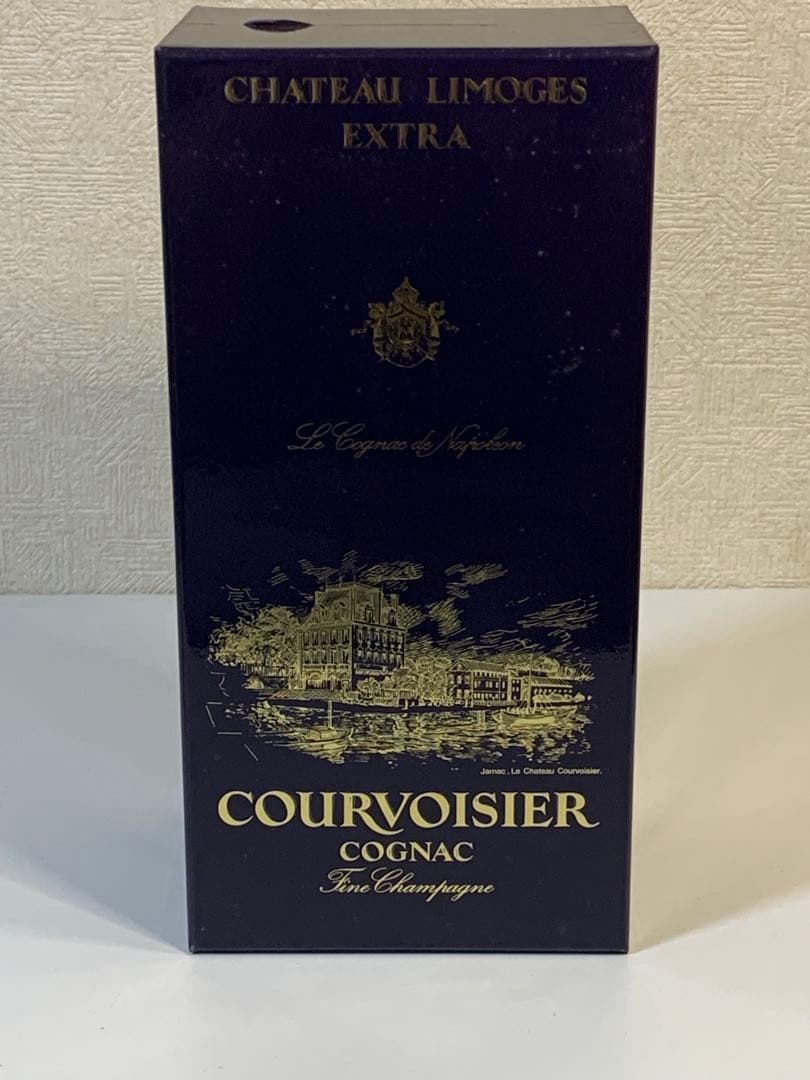 CHATEAU LIMOGES
EXTRA
Le Cognac de Napoléon
Jarnac, Le Chateau Courvoisier.
COURVOISIER
COGNAC
Fine Champagne